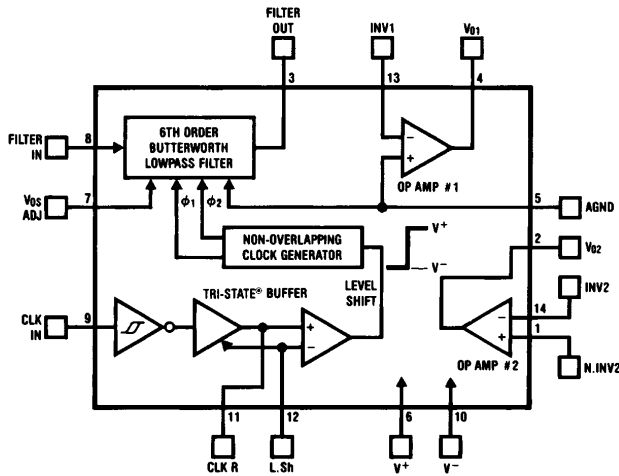 FILTER
OUT
INV1
V01
3
13
4
FILTER
IN
8
6TH ORDER
BUTTERWORTH
LOWPASS FILTER
−
+
OP AMP #1
VOS
ADJ
7
ϕ1
ϕ2
5
AGND
NON-OVERLAPPING
CLOCK GENERATOR
V+
V−
2
V02
LEVEL
SHIFT
TRI-STATE® BUFFER
INV2
CLK
IN
9
+
−
14
−
1
+
OP AMP #2
N.INV2
11
12
6
10
CLK R
L.Sh
V+
V−